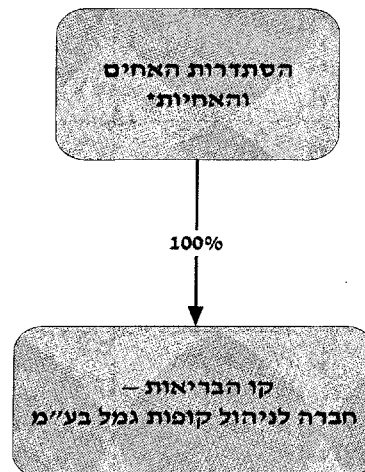 הסתדרות האחים
והאחיות*
100%
קו הבריאות –
חברה לניהול קופות גמל בע״מ